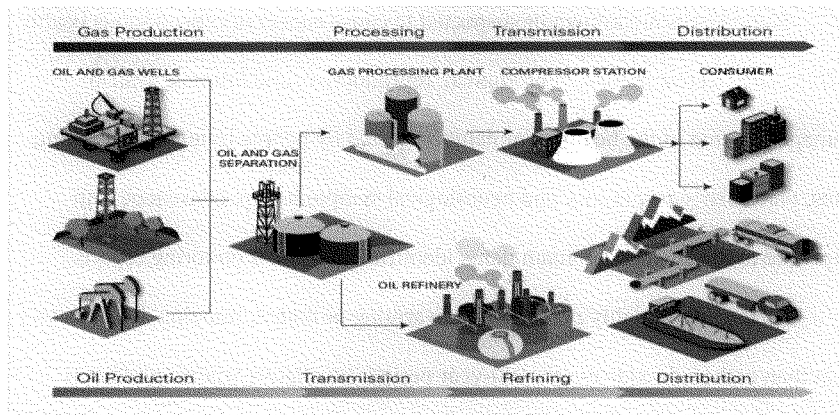 Gas Production Processing Transmission Distribution
OIL AND GAS WELLS GAS PROCESSING PLANT COMPRESSOR STATION CONSUMER
OIL AND GAS
SEPARATION
OIL REFINERY
Oil Production Transmission Refining Distribution